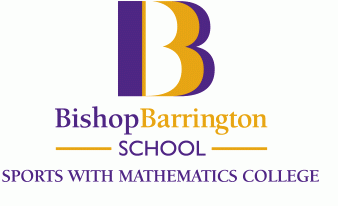 B
BishopBarrington
SCHOOL
SPORTS WITH MATHEMATICS COLLEGE